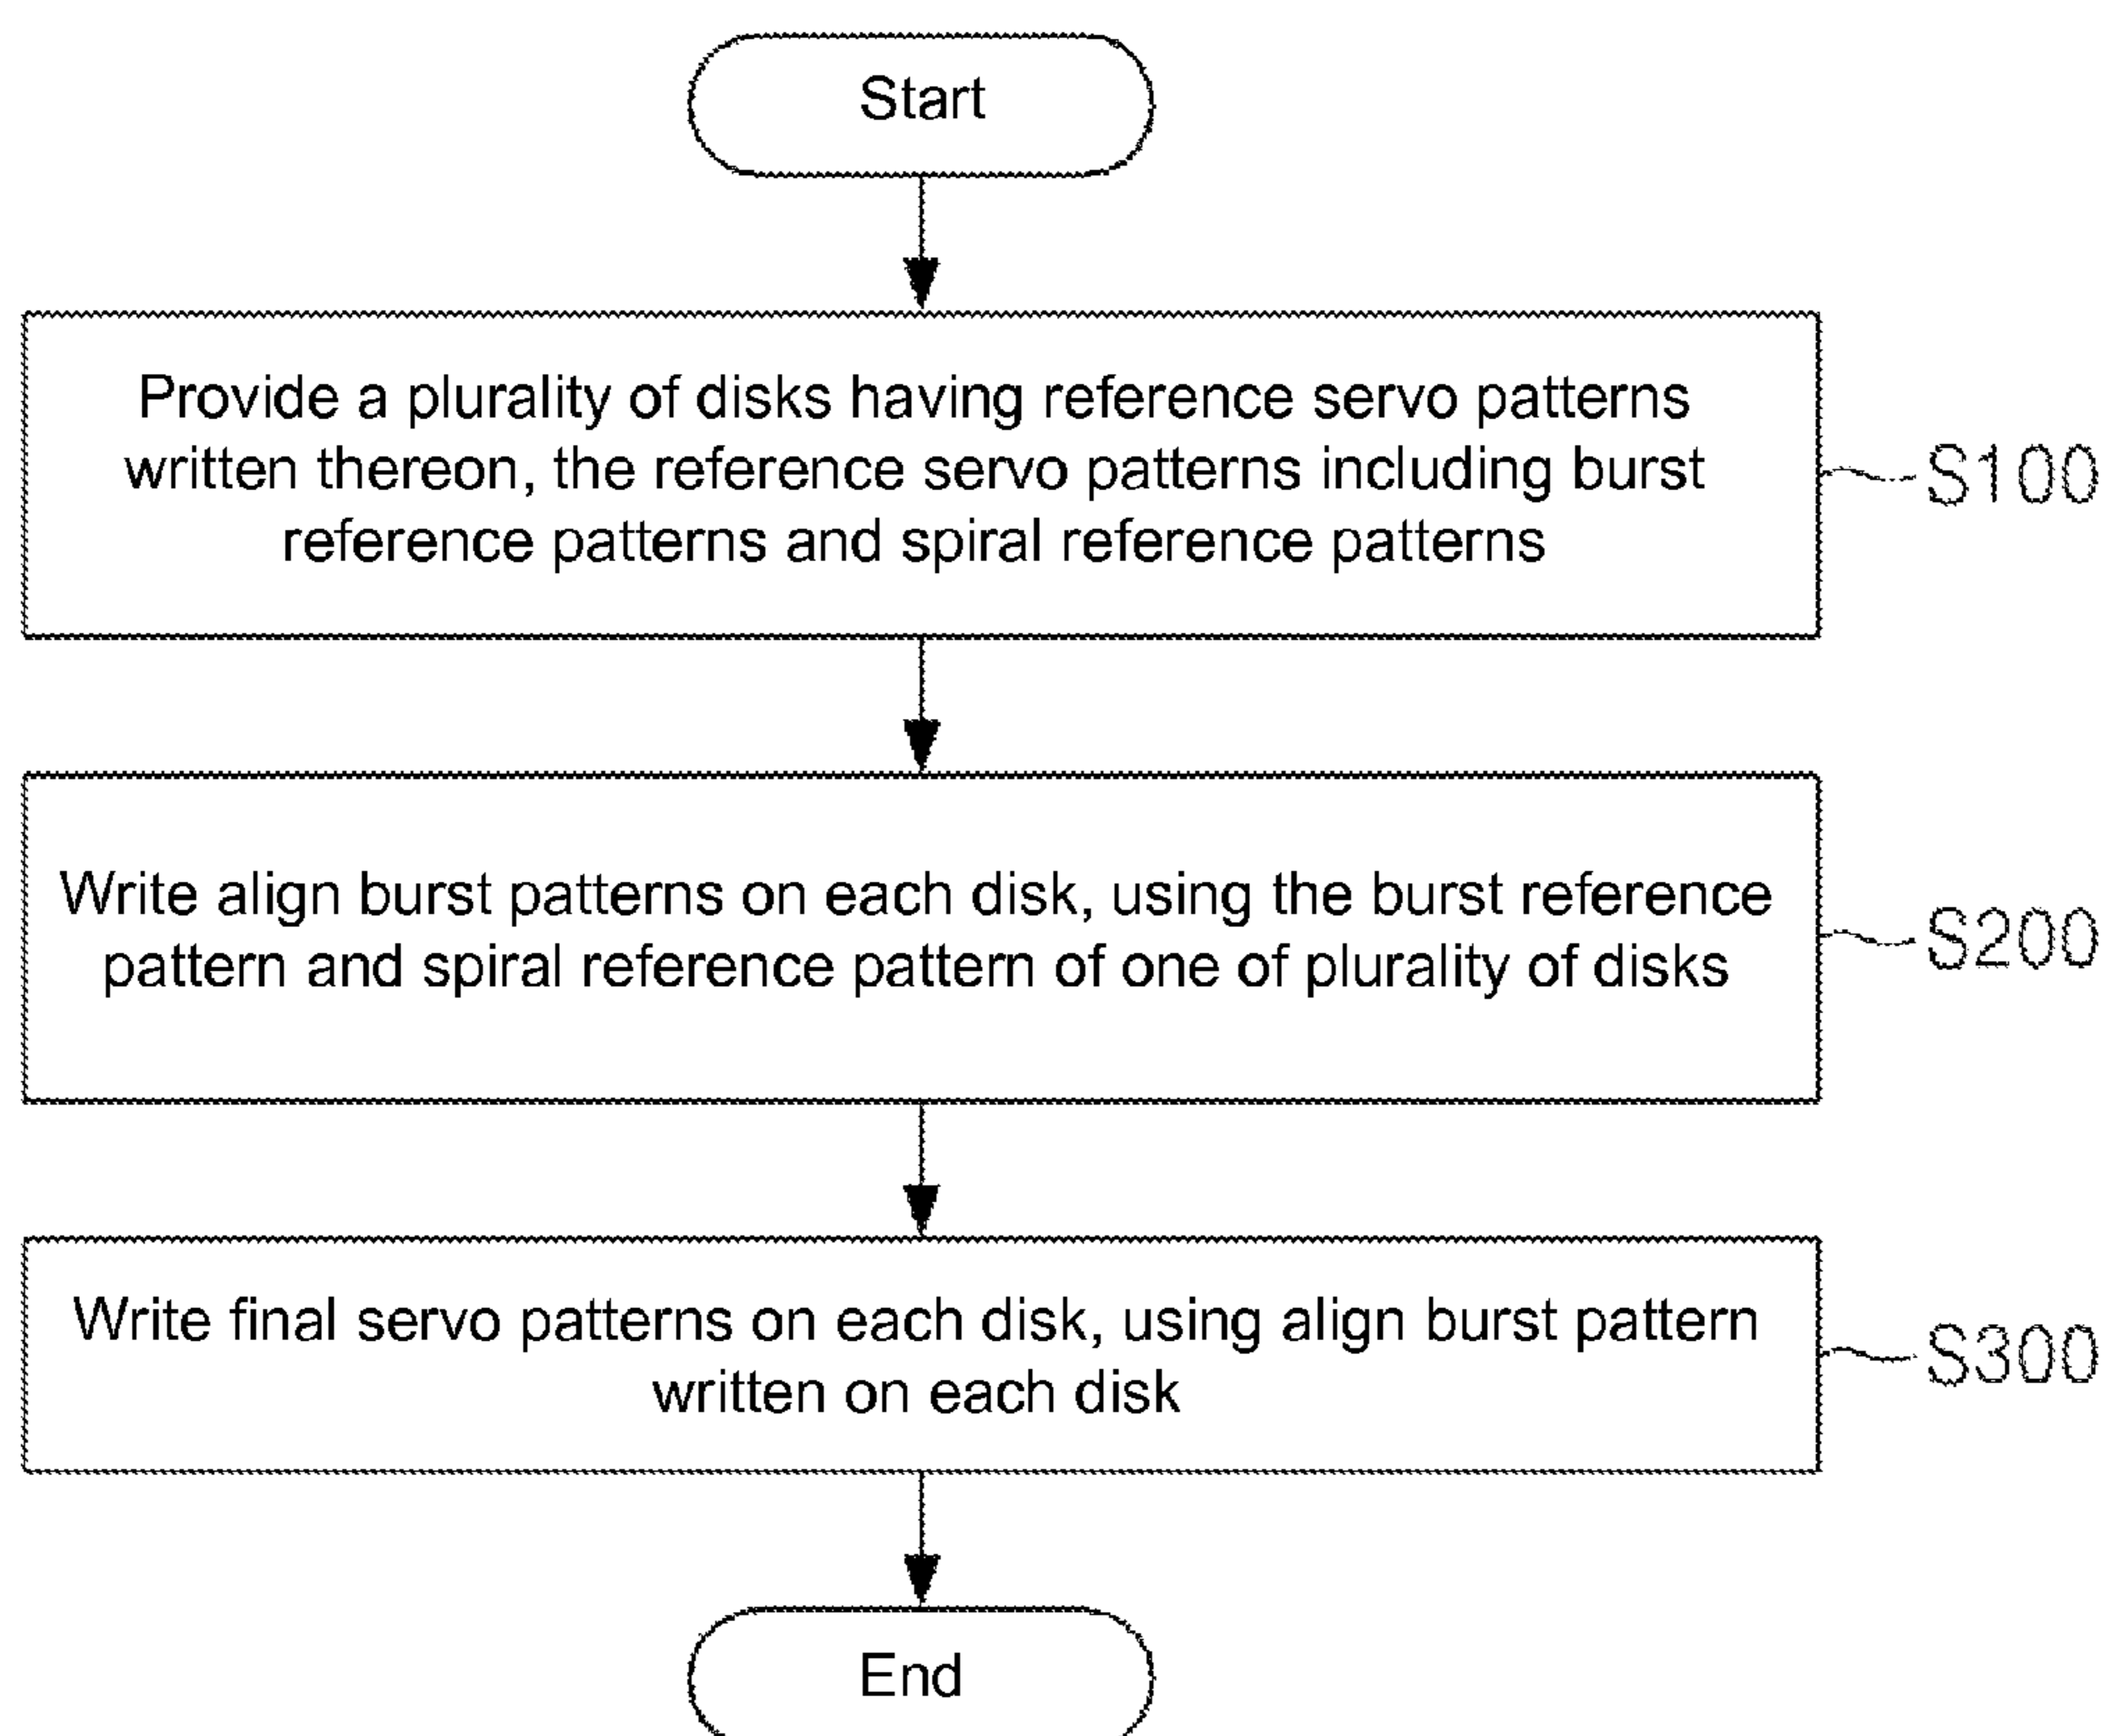 Start
Provide a plurality of disks having reference servo patterns
written thereon, the reference servo patterns including burst
reference patterns and spiral reference patterns
S100
Write align burst patterns on each disk, using the burst reference
pattern and spiral reference pattern of one of plurality of disks
S200
Write final servo patterns on each disk, using align burst pattern
written on each disk
S300
End